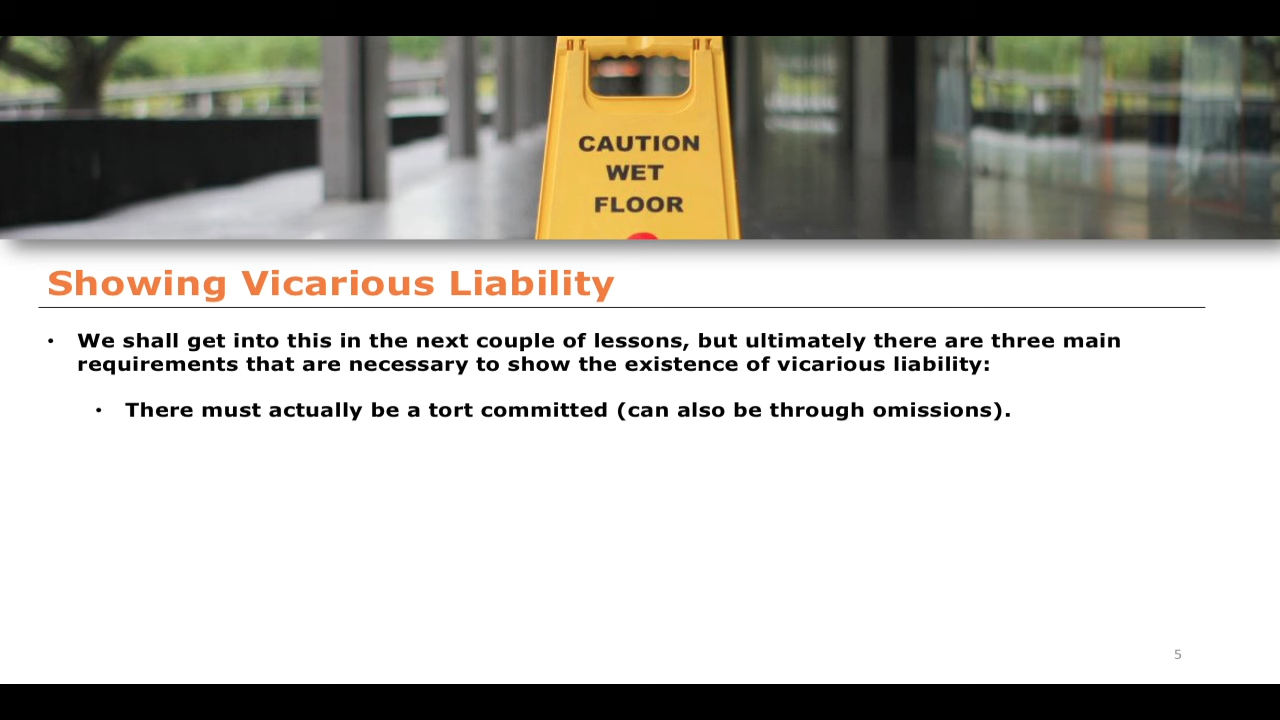 CAUTION
WET
FLOOR
Showing Vicarious Liability
• We shall get into this in the next couple of lessons, but ultimately there are three main
requirements that are necessary to show the existence of vicarious liability:
• There must actually be a tort committed (can also be through omissions).
5